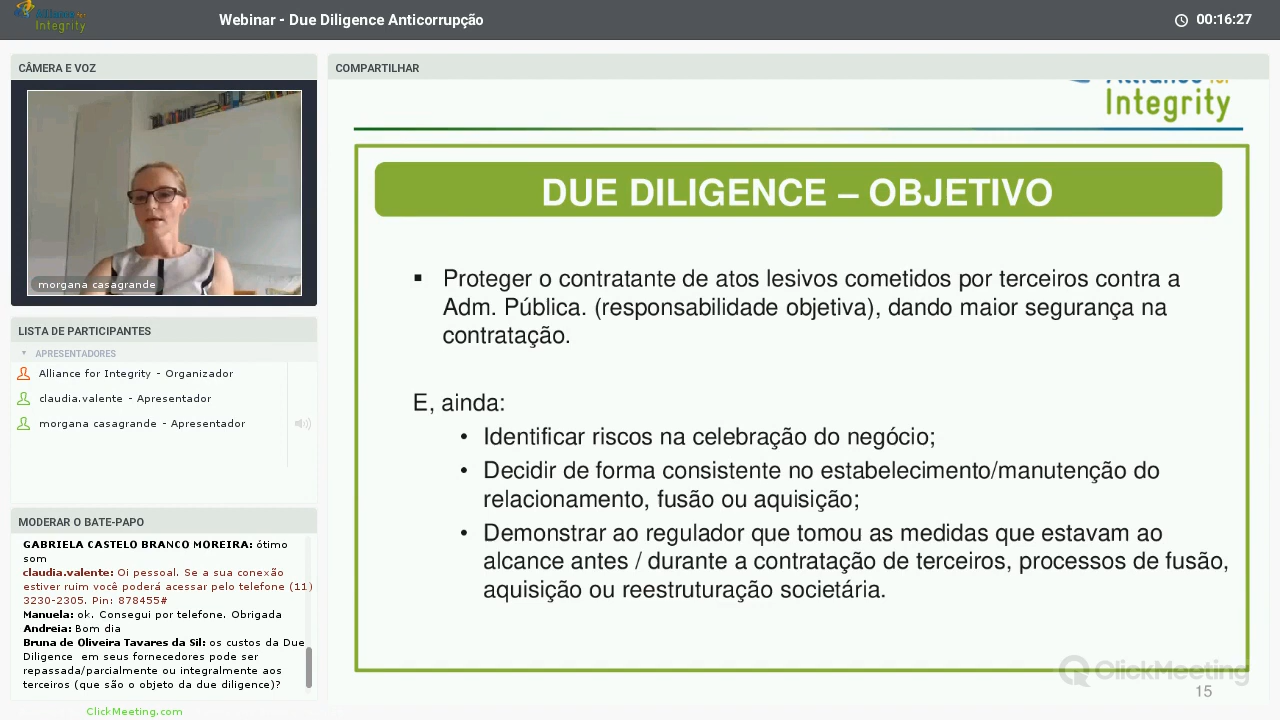 Integrity
Webinar - Due Diligence Anticorrupção
00:16:27
CÂMERA E VOZ
morgana casagrande
LISTA DE PARTICIPANTES
APRESENTADORES
Alliance for Integrity - Organizador
claudia.valente - Apresentador
morgana casagrande - Apresentador
MODERAR O BATE-PAPO
GABRIELA CASTELO BRANCO MOREIRA: ótimo
som
claudia.valente: Oi pessoal. Se a sua conexão
estiver ruim você poderá acessar pelo telefone (11)
3230-2305. Pin: 878455#
Manuela: ok. Consegui por telefone. Obrigada
Andreia: Bom dia
Bruna de Oliveira Tavares da Sil: os custos da Due
Diligence em seus fornecedores pode ser
repassada/parcialmente ou integralmente aos
terceiros (que são o objeto da due diligence)?
ClickMeeting.com
COMPARTILHAR
Alliance for
Integrity
DUE DILIGENCE – OBJETIVO
▪ Proteger o contratante de atos lesivos cometidos por terceiros contra a
Adm. Pública. (responsabilidade objetiva), dando maior segurança na
contratação.
E, ainda:
• Identificar riscos na celebração do negócio;
• Decidir de forma consistente no estabelecimento/manutenção do
relacionamento, fusão ou aquisição;
• Demonstrar ao regulador que tomou as medidas que estavam ao
alcance antes / durante a contratação de terceiros, processos de fusão,
aquisição ou reestruturação societária.
ClickMeeting
15